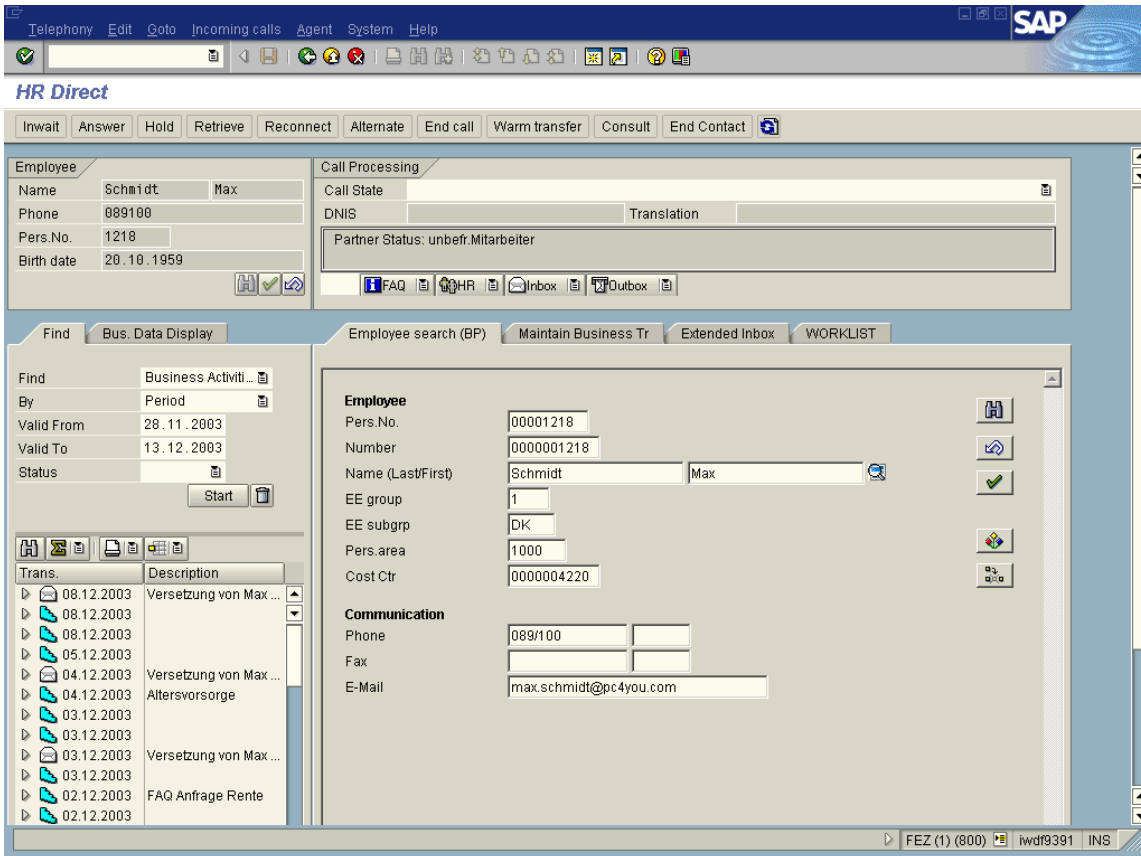 Telephony Edit Goto Incoming calls Agent System Help
SAP
HR Direct
Inwait Answer Hold Retrieve Reconnect Alternate End call Warm transfer Consult End Contact
Employee
Name Schmidt Max
Phone 089100
Pers.No. 1218
Birth date 20.10.1959
Call Processing
Call State
DNIS Translation
Partner Status: unbefr.Mitarbeiter
FAQ HR Inbox Outbox
Find Bus. Data Display
Find Business Activiti...
By Period
Valid From 28.11.2003
Valid To 13.12.2003
Status
Start
Trans. Description
08.12.2003 Versetzung von Max ...
08.12.2003
08.12.2003
05.12.2003
04.12.2003 Versetzung von Max ...
04.12.2003 Altersvorsorge
03.12.2003
03.12.2003
03.12.2003 Versetzung von Max ...
03.12.2003
02.12.2003 FAQ Anfrage Rente
02.12.2003
Employee search (BP) Maintain Business Tr Extended Inbox WORKLIST
Employee
Pers.No. 00001218
Number 0000001218
Name (Last/First) Schmidt Max
EE group 1
EE subgrp DK
Pers.area 1000
Cost Ctr 0000004220
Communication
Phone 089/100
Fax
E-Mail max.schmidt@pc4you.com
FEZ (1) (800) iwdf9391 INS